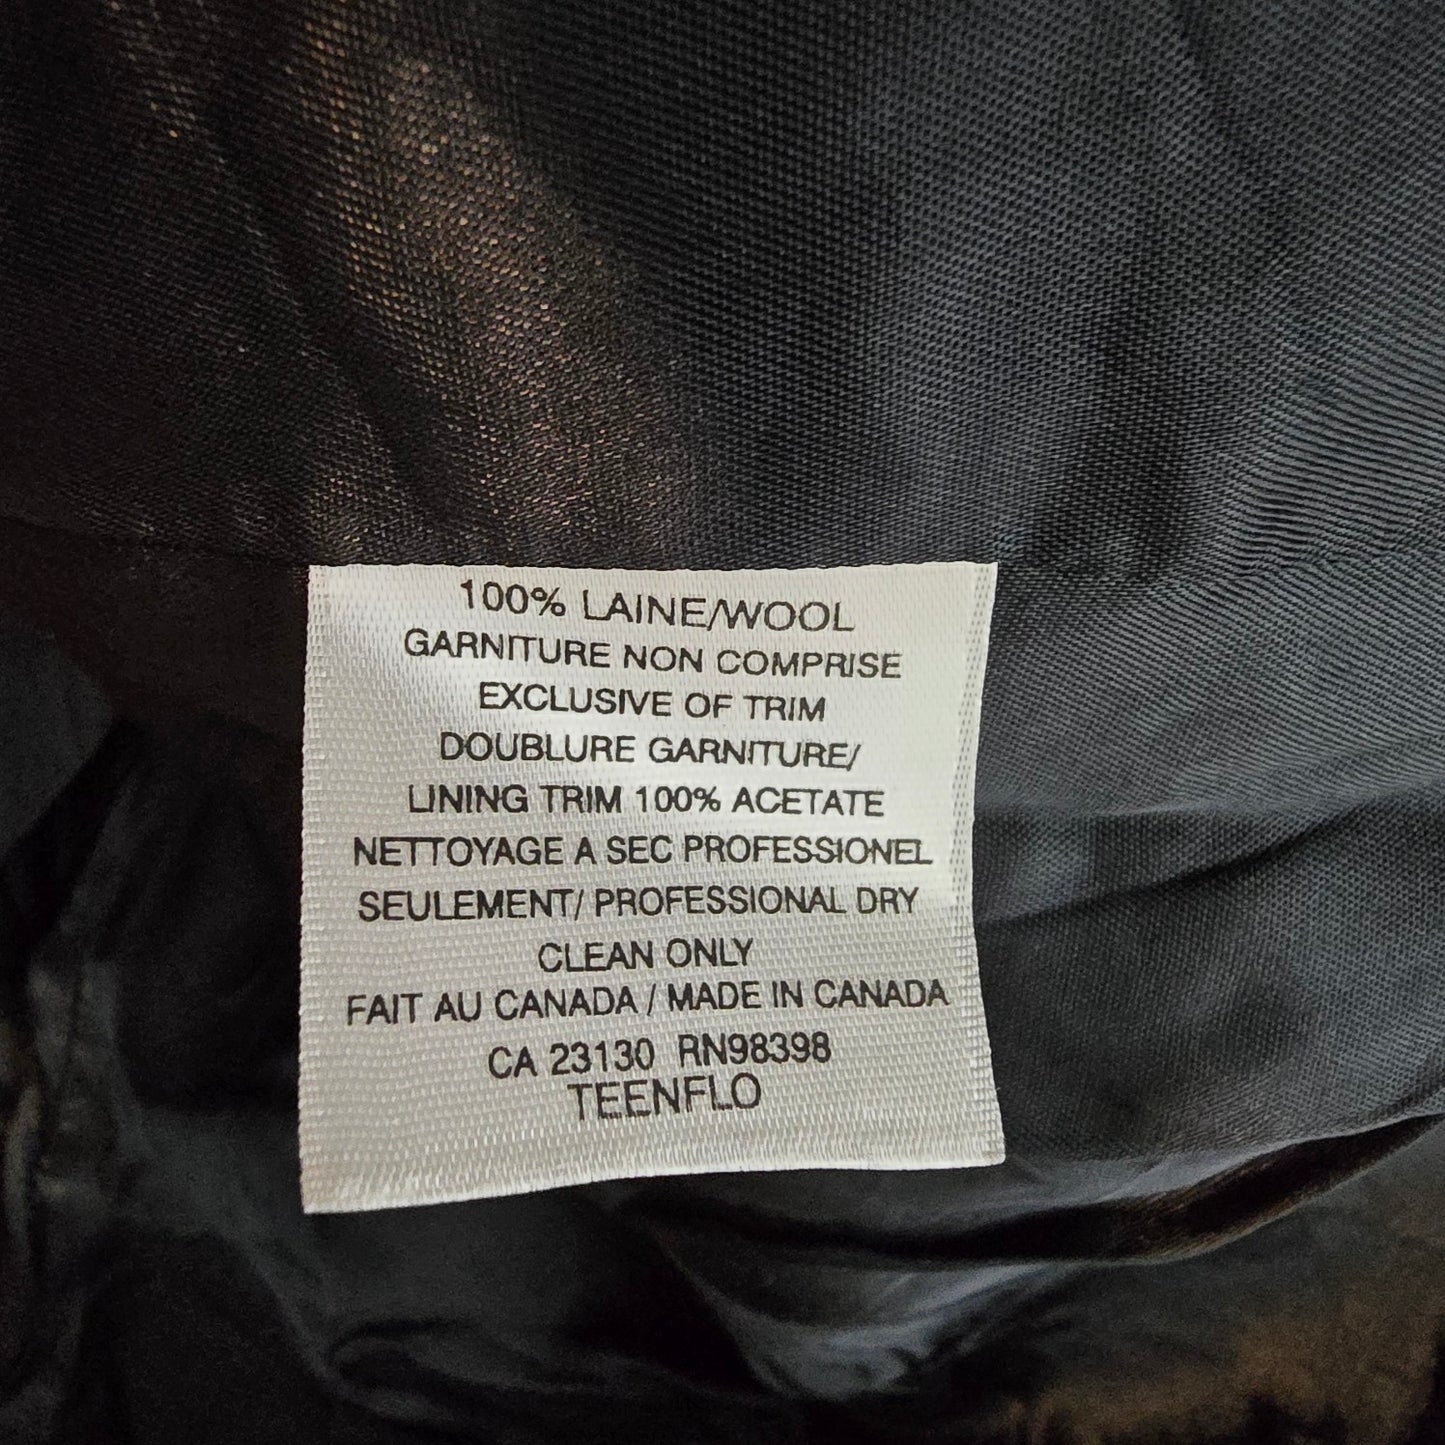 100% LAINE/WOOL
GARNITURE NON COMPRISE
EXCLUSIVE OF TRIM
DOUBLURE GARNITURE/
LINING TRIM 100% ACETATE
NETTOYAGE A SEC PROFESSIONEL
SEULEMENT/ PROFESSIONAL DRY
CLEAN ONLY
FAIT AU CANADA / MADE IN CANADA
CA 23130 RN98398
TEENFLO